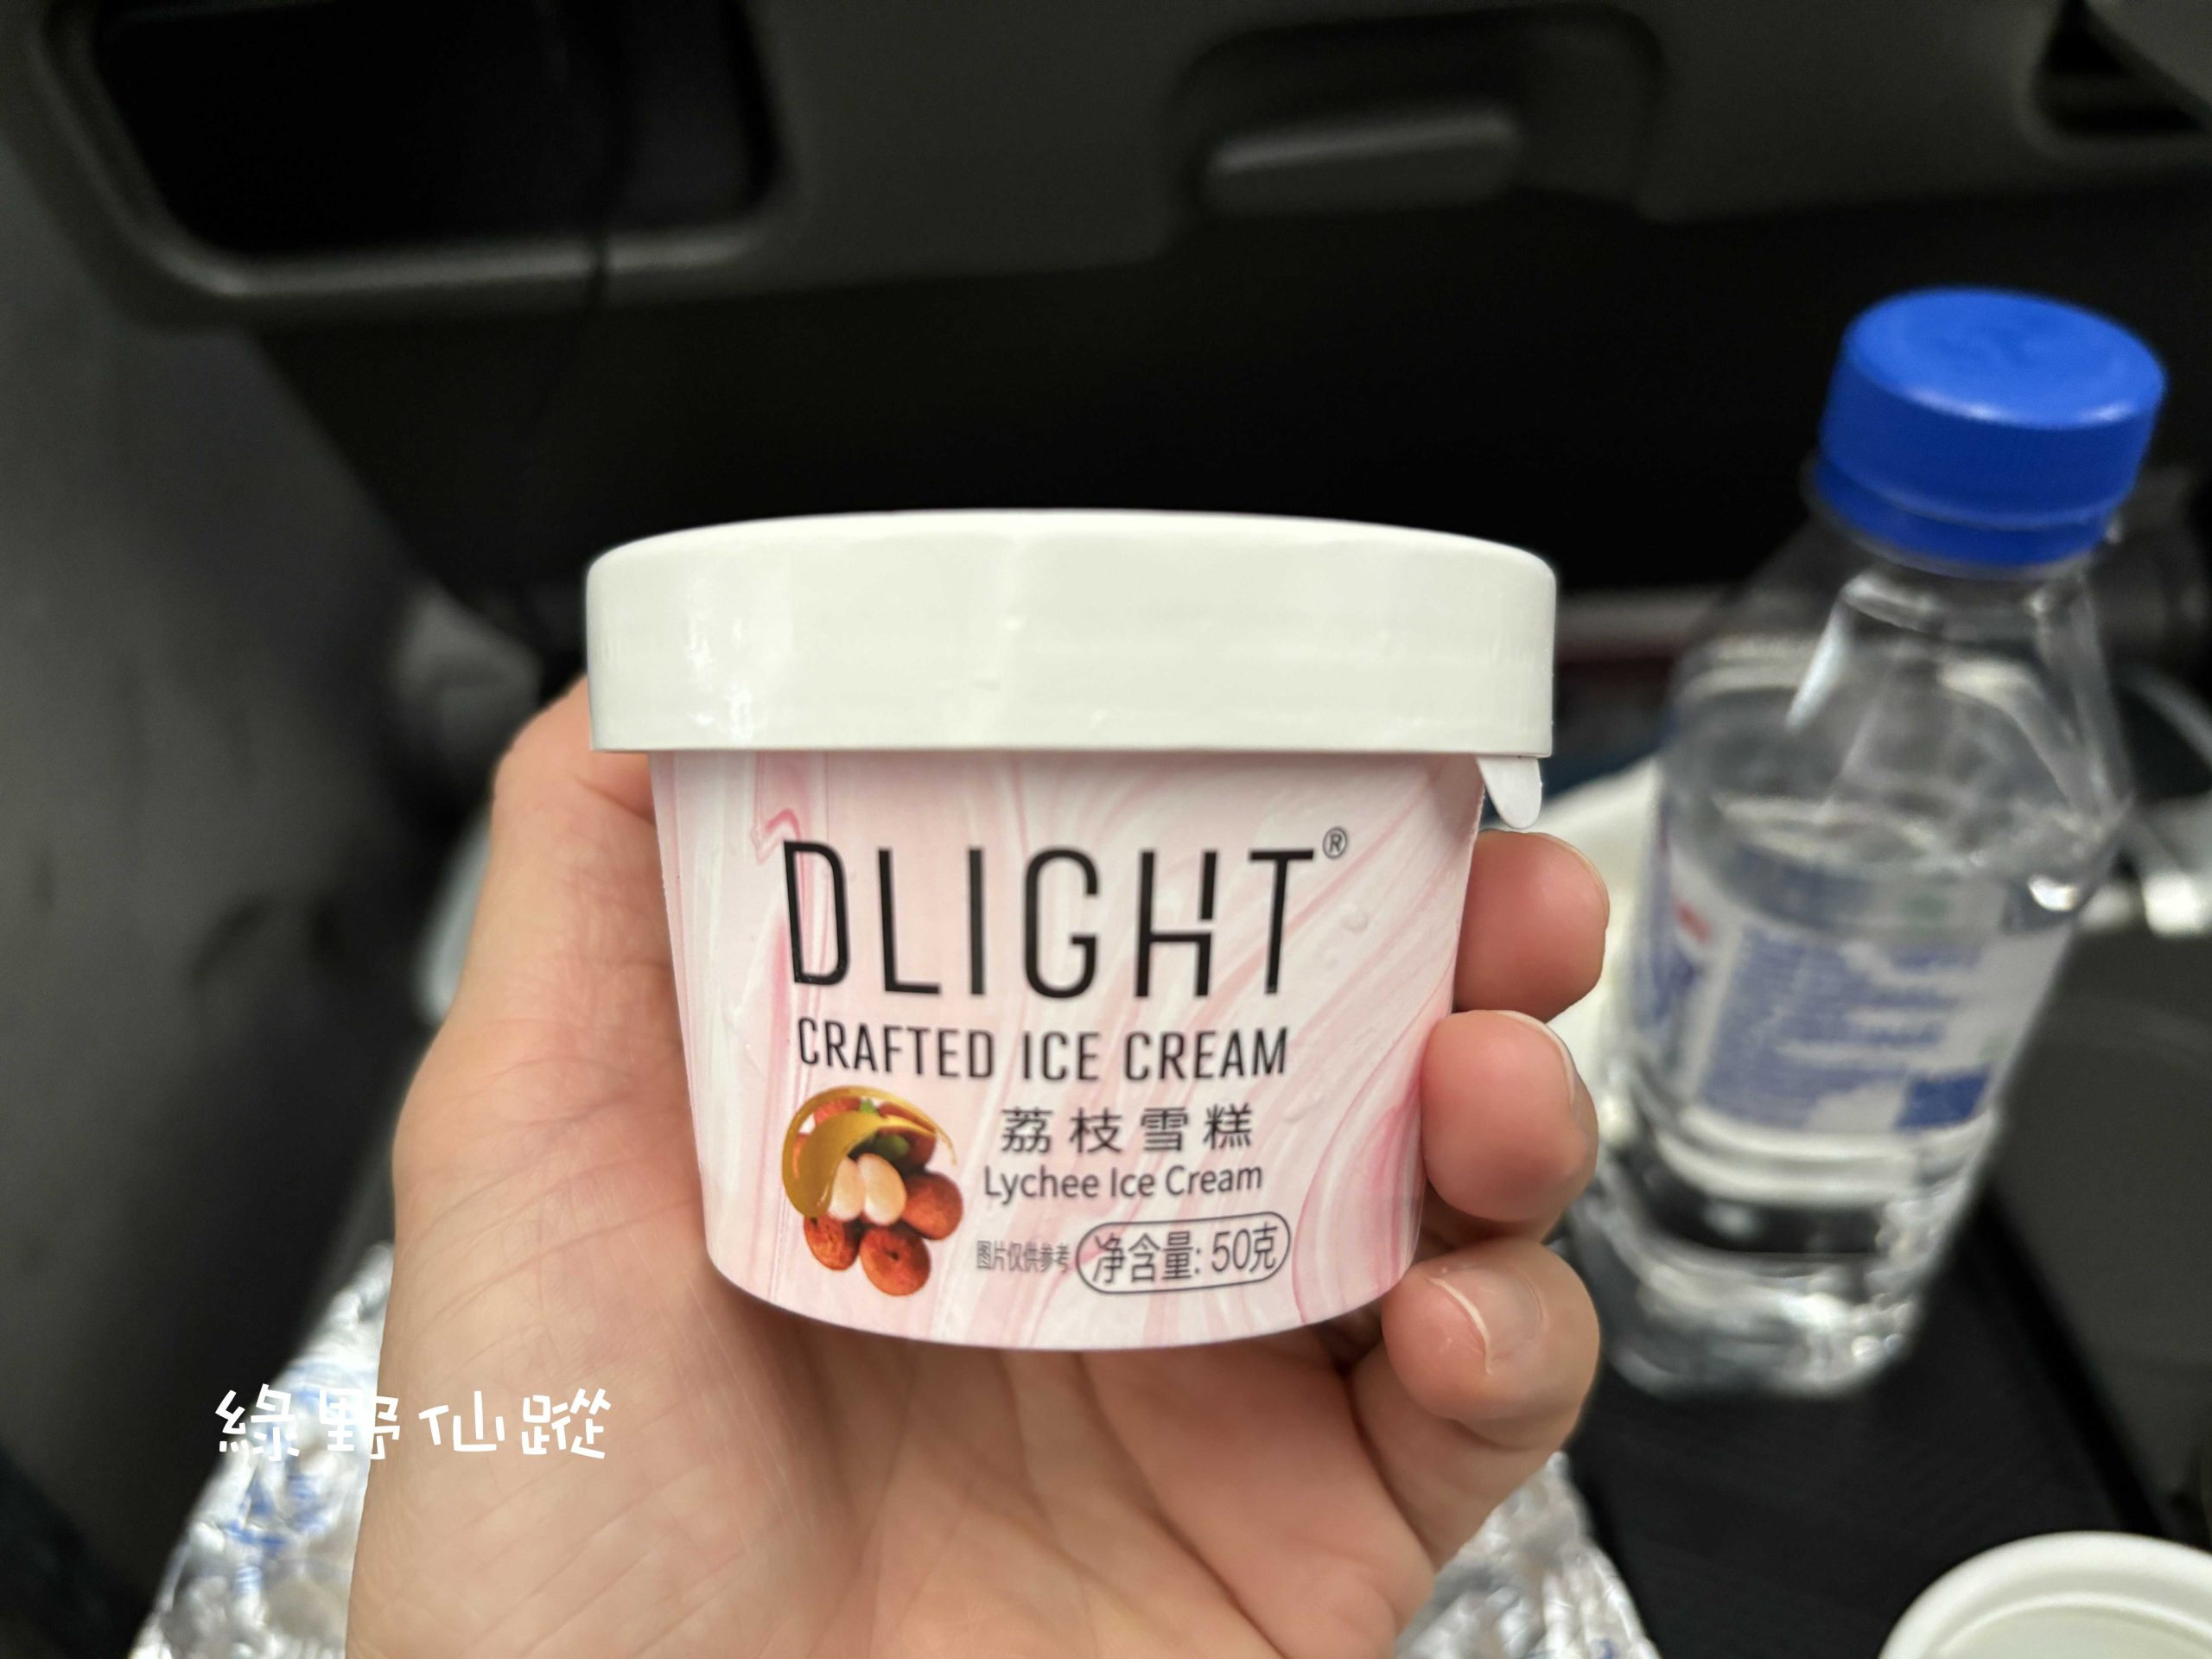 DLIGHT®
CRAFTED ICE CREAM
荔枝雪糕
Lychee Ice Cream
图片仅供参考 净含量: 50克
綠野仙蹤